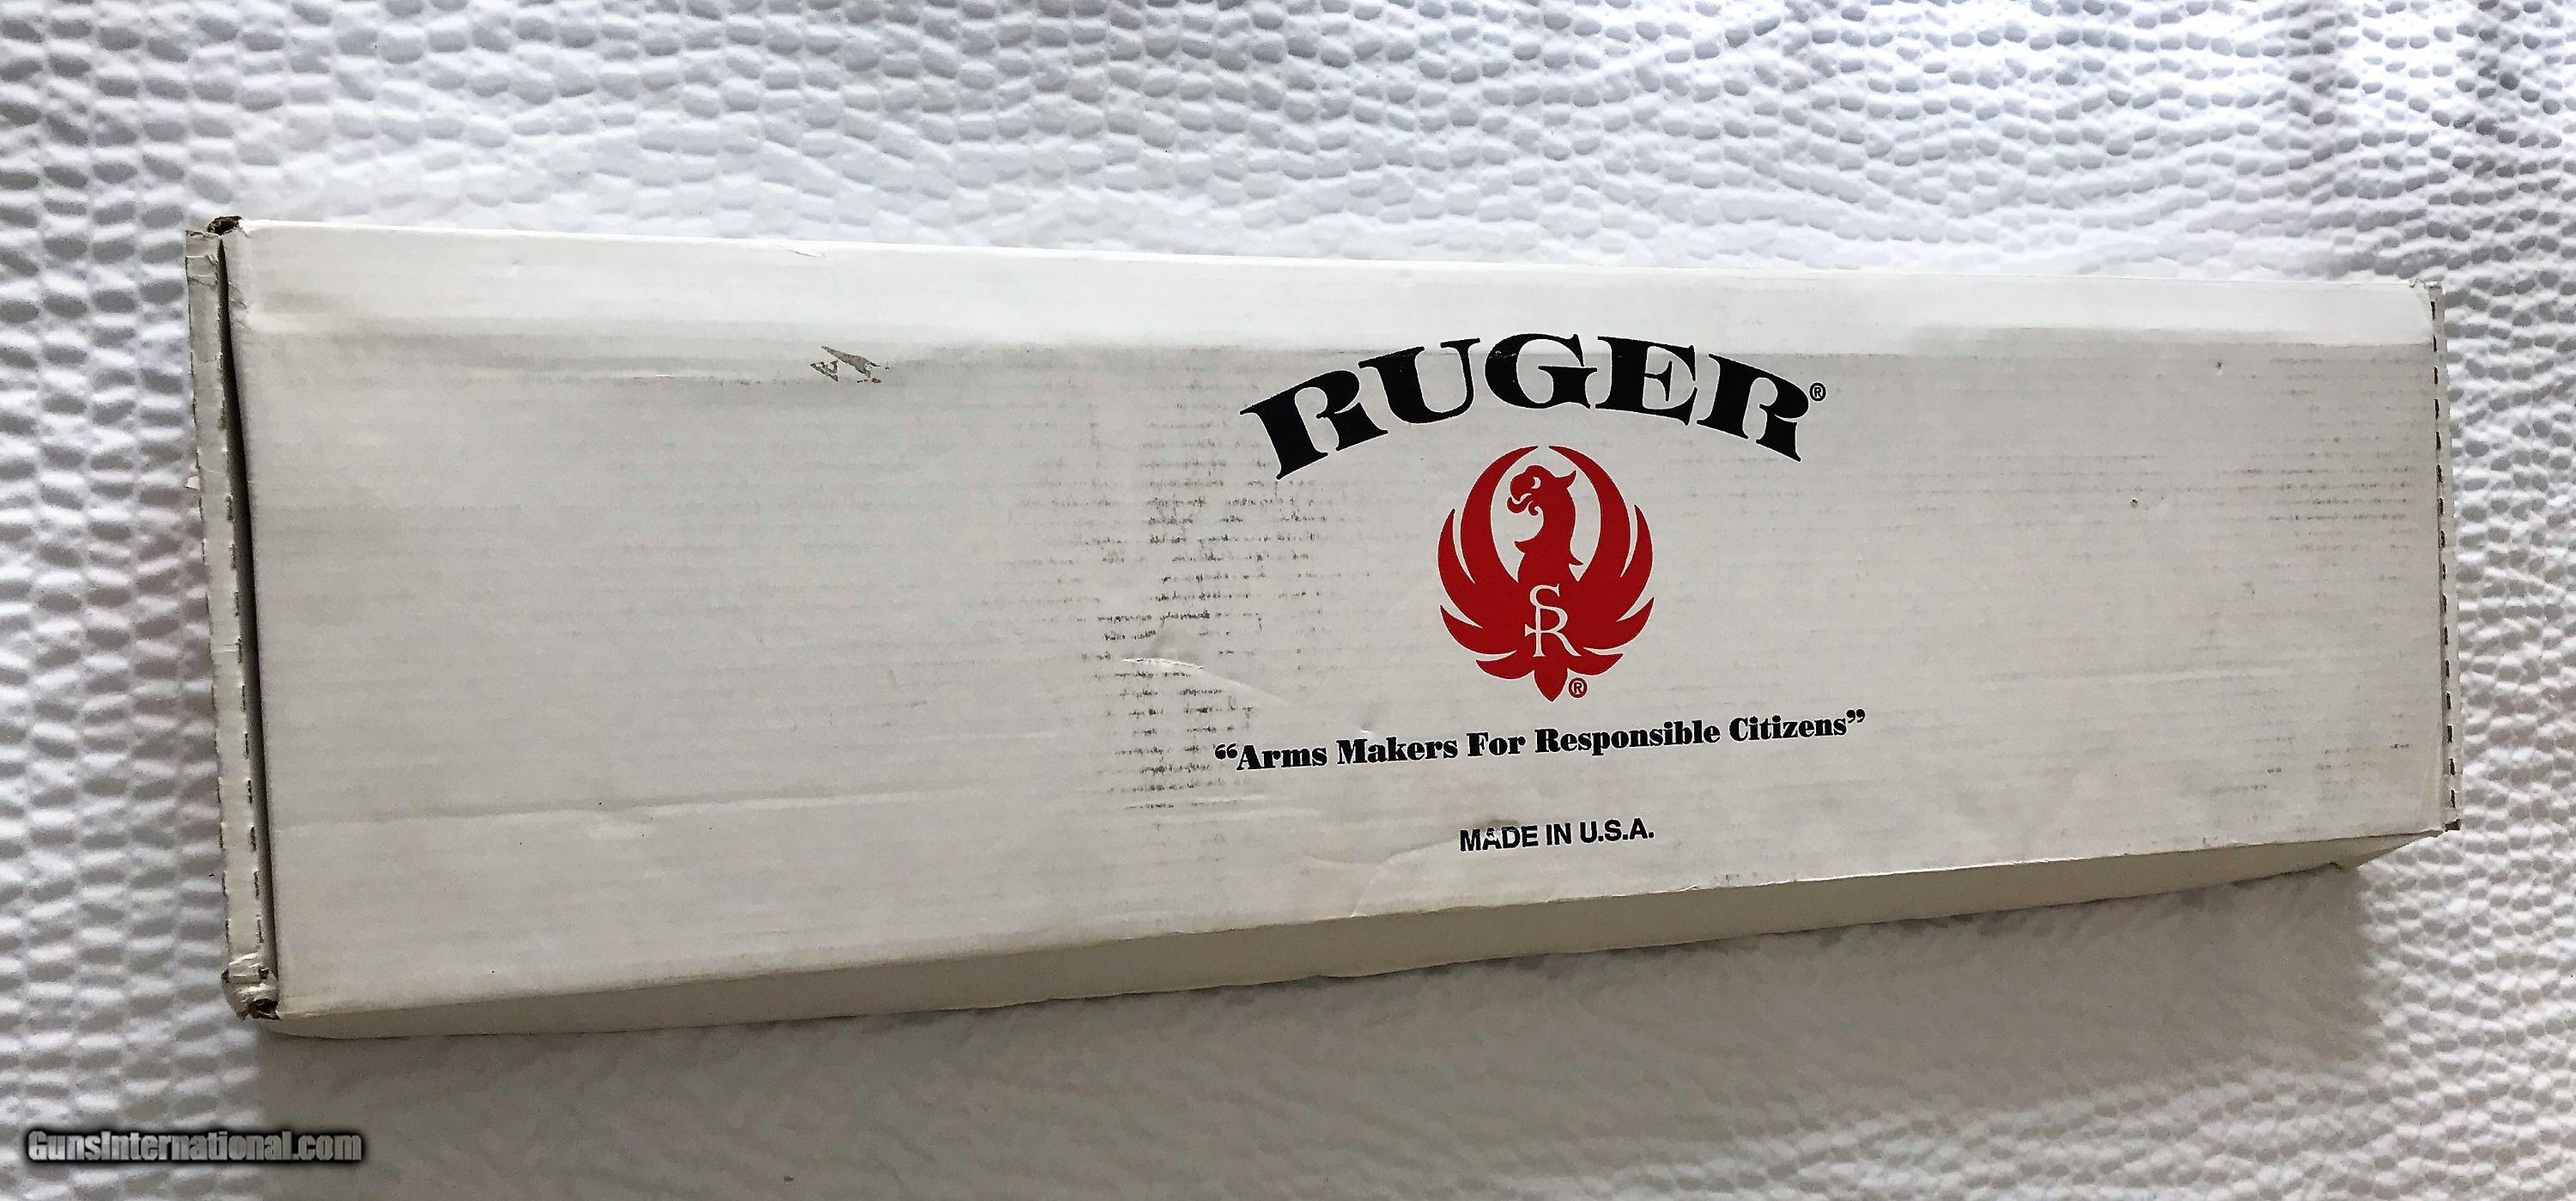 RUGER®
SR
®
“Arms Makers For Responsible Citizens”
MADE IN U.S.A.
GunsInternational.com